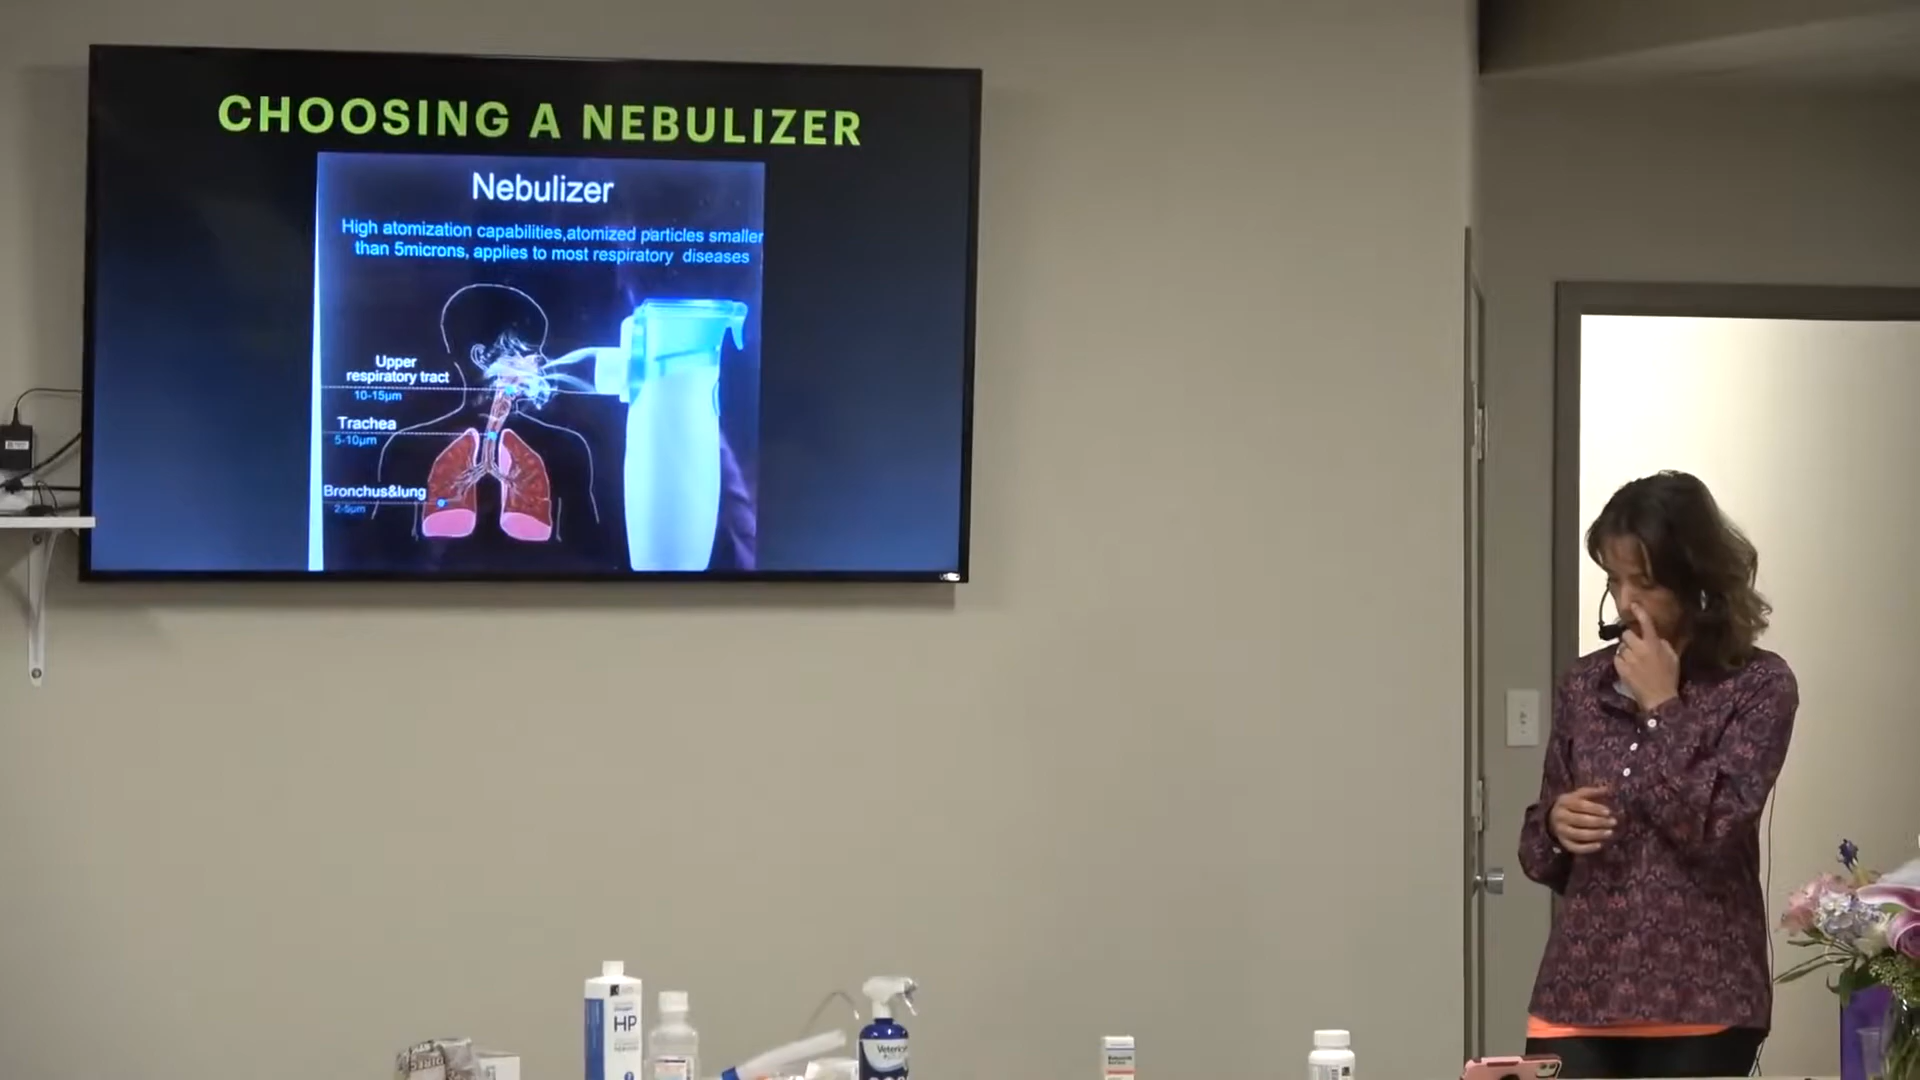 CHOOSING A NEBULIZER
Nebulizer
High atomization capabilities,atomized particles smaller
than 5microns, applies to most respiratory diseases
Upper
respiratory tract
10-15μm
Trachea
5-10μm
Bronchus&lung
2-5μm
HP